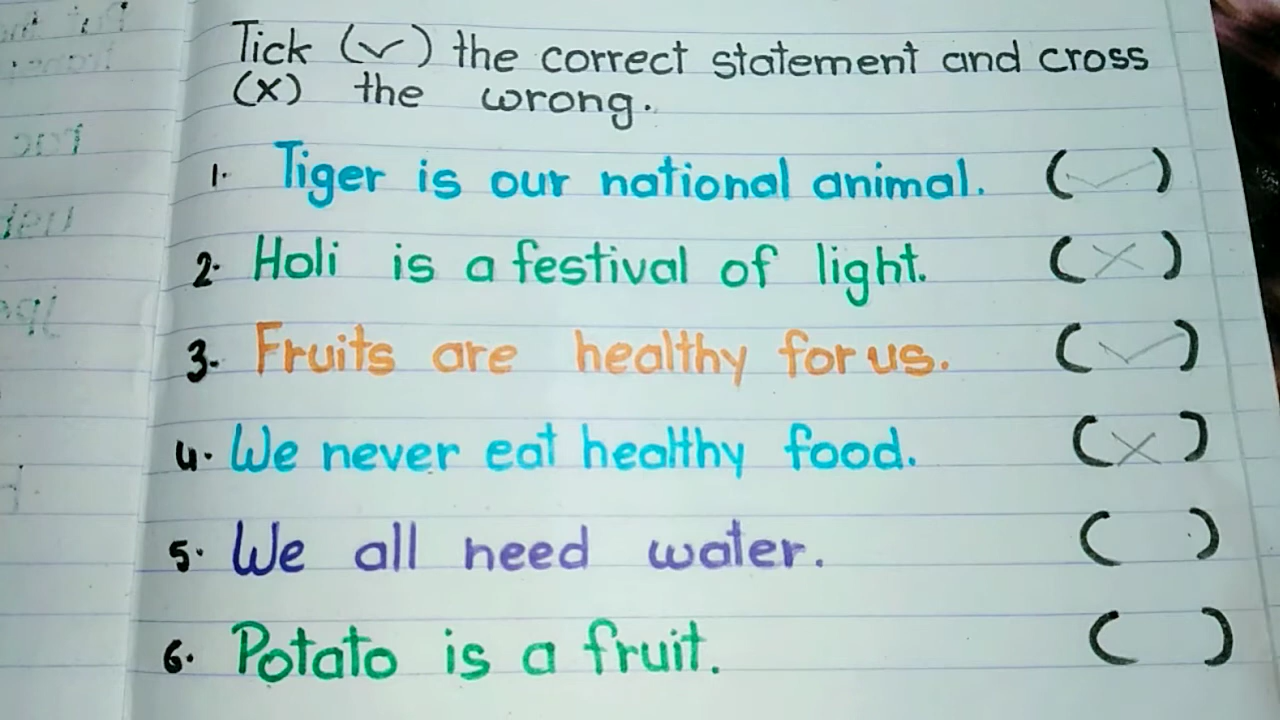 Tick (✓) the correct statement and cross
(x) the wrong.
1. Tiger is our national animal. (✓)
2. Holi is a festival of light. (×)
3. Fruits are healthy for us. (✓)
4. We never eat healthy food. (×)
5. We all need water. ( )
6. Potato is a fruit. ( )